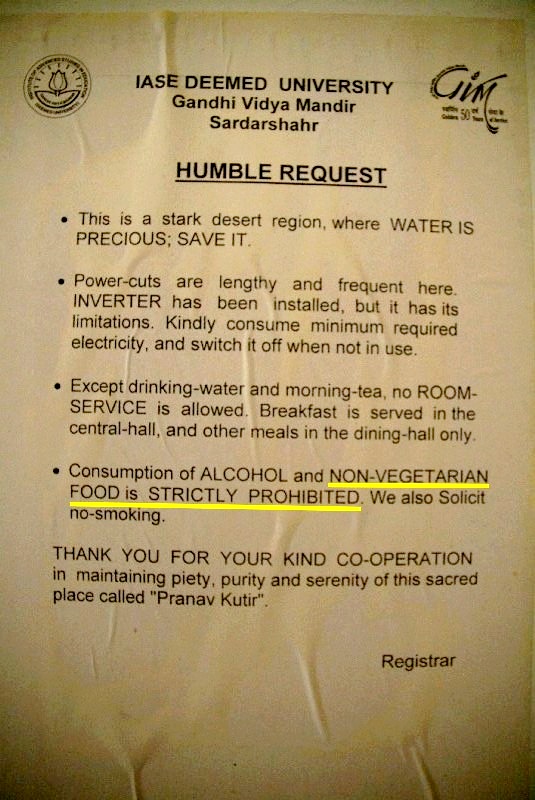 IASE DEEMED UNIVERSITY
Gandhi Vidya Mandir
Sardarshahr
GVM
50
HUMBLE REQUEST
• This is a stark desert region, where WATER IS
PRECIOUS; SAVE IT.
• Power-cuts are lengthy and frequent here.
INVERTER has been installed, but it has its
limitations. Kindly consume minimum required
electricity, and switch it off when not in use.
• Except drinking-water and morning-tea, no ROOM-
SERVICE is allowed. Breakfast is served in the
central-hall, and other meals in the dining-hall only.
• Consumption of ALCOHOL and NON-VEGETARIAN
FOOD is STRICTLY PROHIBITED. We also Solicit
no-smoking.
THANK YOU FOR YOUR KIND CO-OPERATION
in maintaining piety, purity and serenity of this sacred
place called "Pranav Kutir".
Registrar